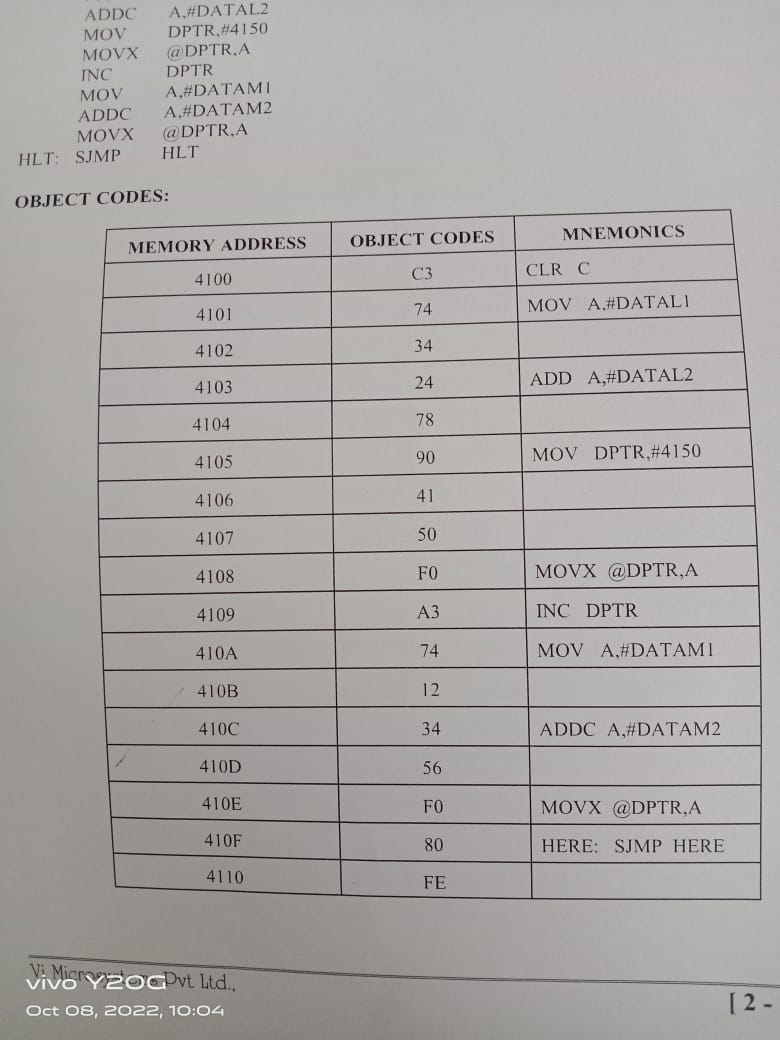 ADDC A,#DATAL2
MOV DPTR,#4150
MOVX @DPTR,A
INC DPTR
MOV A,#DATAM1
ADDC A,#DATAM2
MOVX @DPTR,A
HLT: SJMP HLT
OBJECT CODES:
MEMORY ADDRESS OBJECT CODES MNEMONICS
4100 C3 CLR C
4101 74 MOV A,#DATAL1
4102 34
4103 24 ADD A,#DATAL2
4104 78
4105 90 MOV DPTR,#4150
4106 41
4107 50
4108 F0 MOVX @DPTR,A
4109 A3 INC DPTR
410A 74 MOV A,#DATAM1
410B 12
410C 34 ADDC A,#DATAM2
410D 56
410E F0 MOVX @DPTR,A
410F 80 HERE: SJMP HERE
4110 FE
Vi Microsystems Pvt Ltd.,
vivo Y20G
Oct 08, 2022, 10:04
[ 2 -